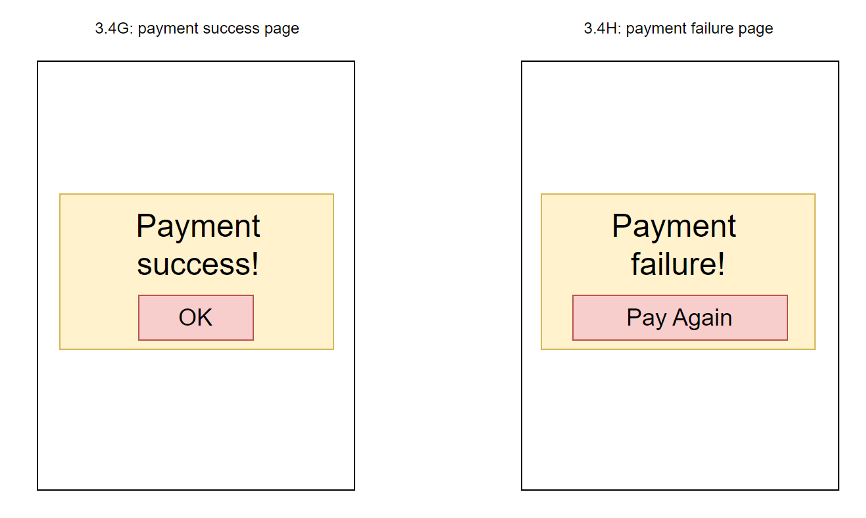 3.4G: payment success page
3.4H: payment failure page
Payment
success!
OK
Payment
failure!
Pay Again